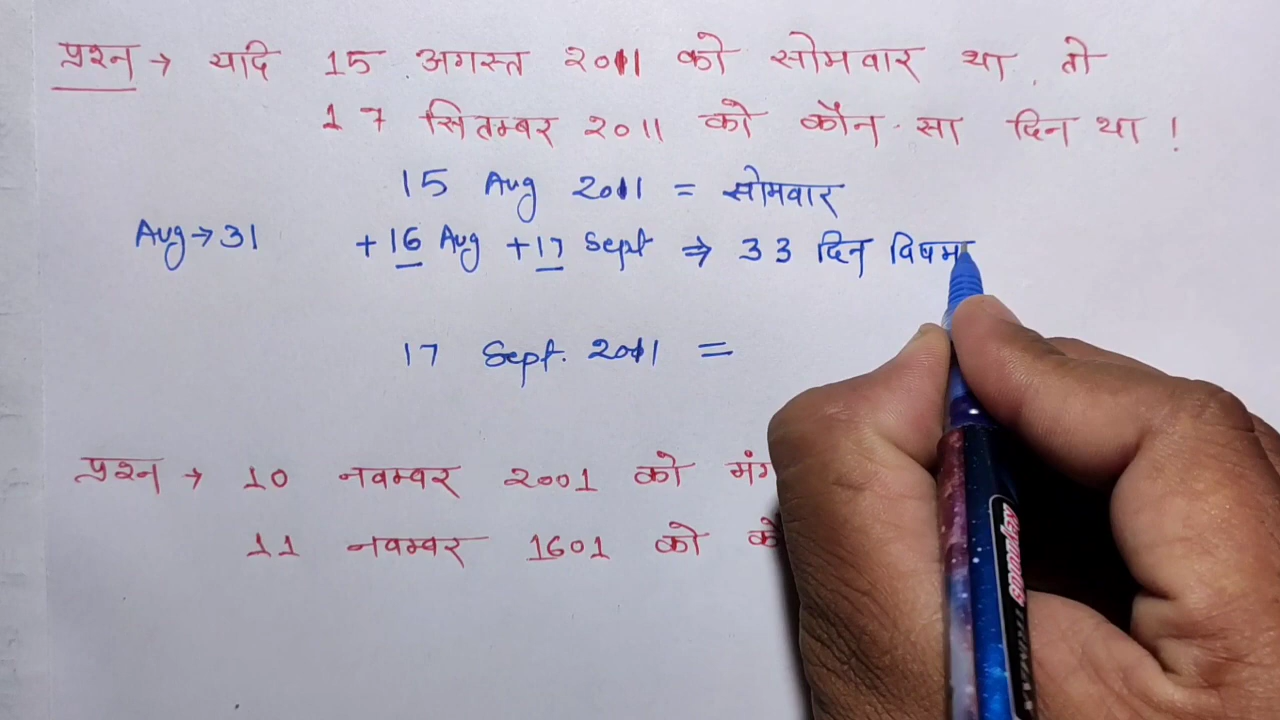 प्रश्न → यदि 15 अगस्त 2011 को सोमवार था, तो
17 सितम्बर 2011 को कौन-सा दिन था !
15 Aug 2011 = सोमवार
Aug→31 +16 Aug +17 Sept ⇒ 33 दिन विषम
17 Sept. 2011 =
प्रश्न → 10 नवम्बर 2001 को मंग
11 नवम्बर 1601 को